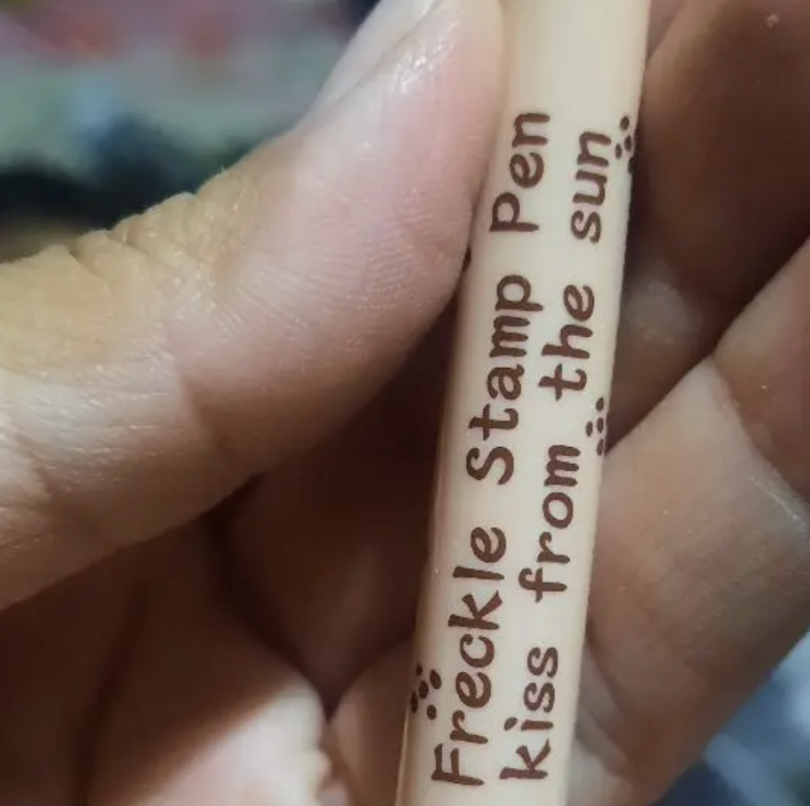 Freckle Stamp Pen
kiss from the sun